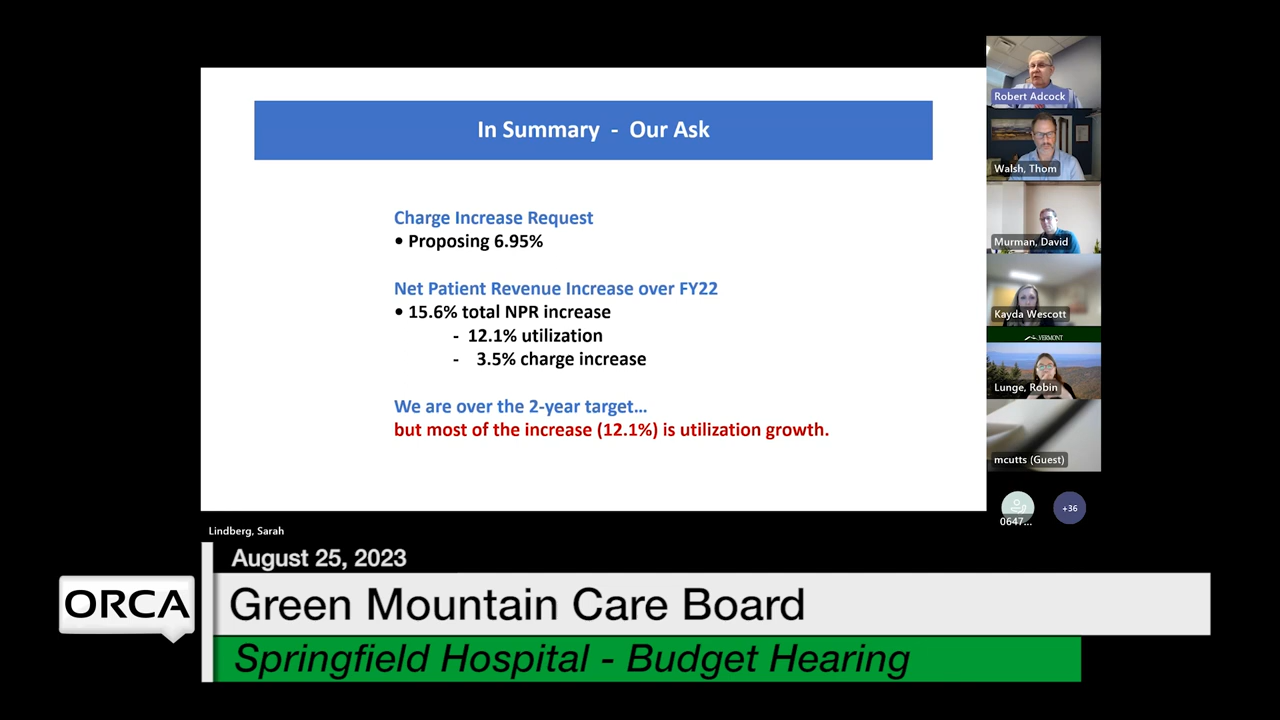 In Summary - Our Ask
Charge Increase Request
• Proposing 6.95%
Net Patient Revenue Increase over FY22
• 15.6% total NPR increase
- 12.1% utilization
- 3.5% charge increase
We are over the 2-year target…
but most of the increase (12.1%) is utilization growth.
Robert Adcock
Walsh, Thom
Murman, David
Kayda Wescott
VERMONT
Lunge, Robin
mcutts (Guest)
0647...
+36
Lindberg, Sarah
August 25, 2023
ORCA
Green Mountain Care Board
Springfield Hospital - Budget Hearing